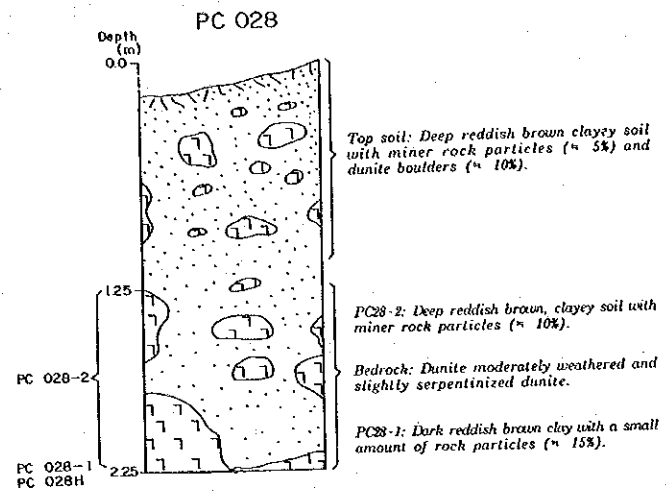 PC 028
Depth
(m)
0.0
Top soil: Deep reddish brown clayey soil
with miner rock particles (≒ 5%) and
dunite boulders (≒ 10%).
1.25
PC28-2: Deep reddish brown, clayey soil with
miner rock particles (≒ 10%).
PC 028-2
Bedrock: Dunite moderately weathered and
slightly serpentinized dunite.
PC28-1: Dark reddish brown clay with a small
amount of rock particles (≒ 15%).
PC 028-1
PC 028H
2.25